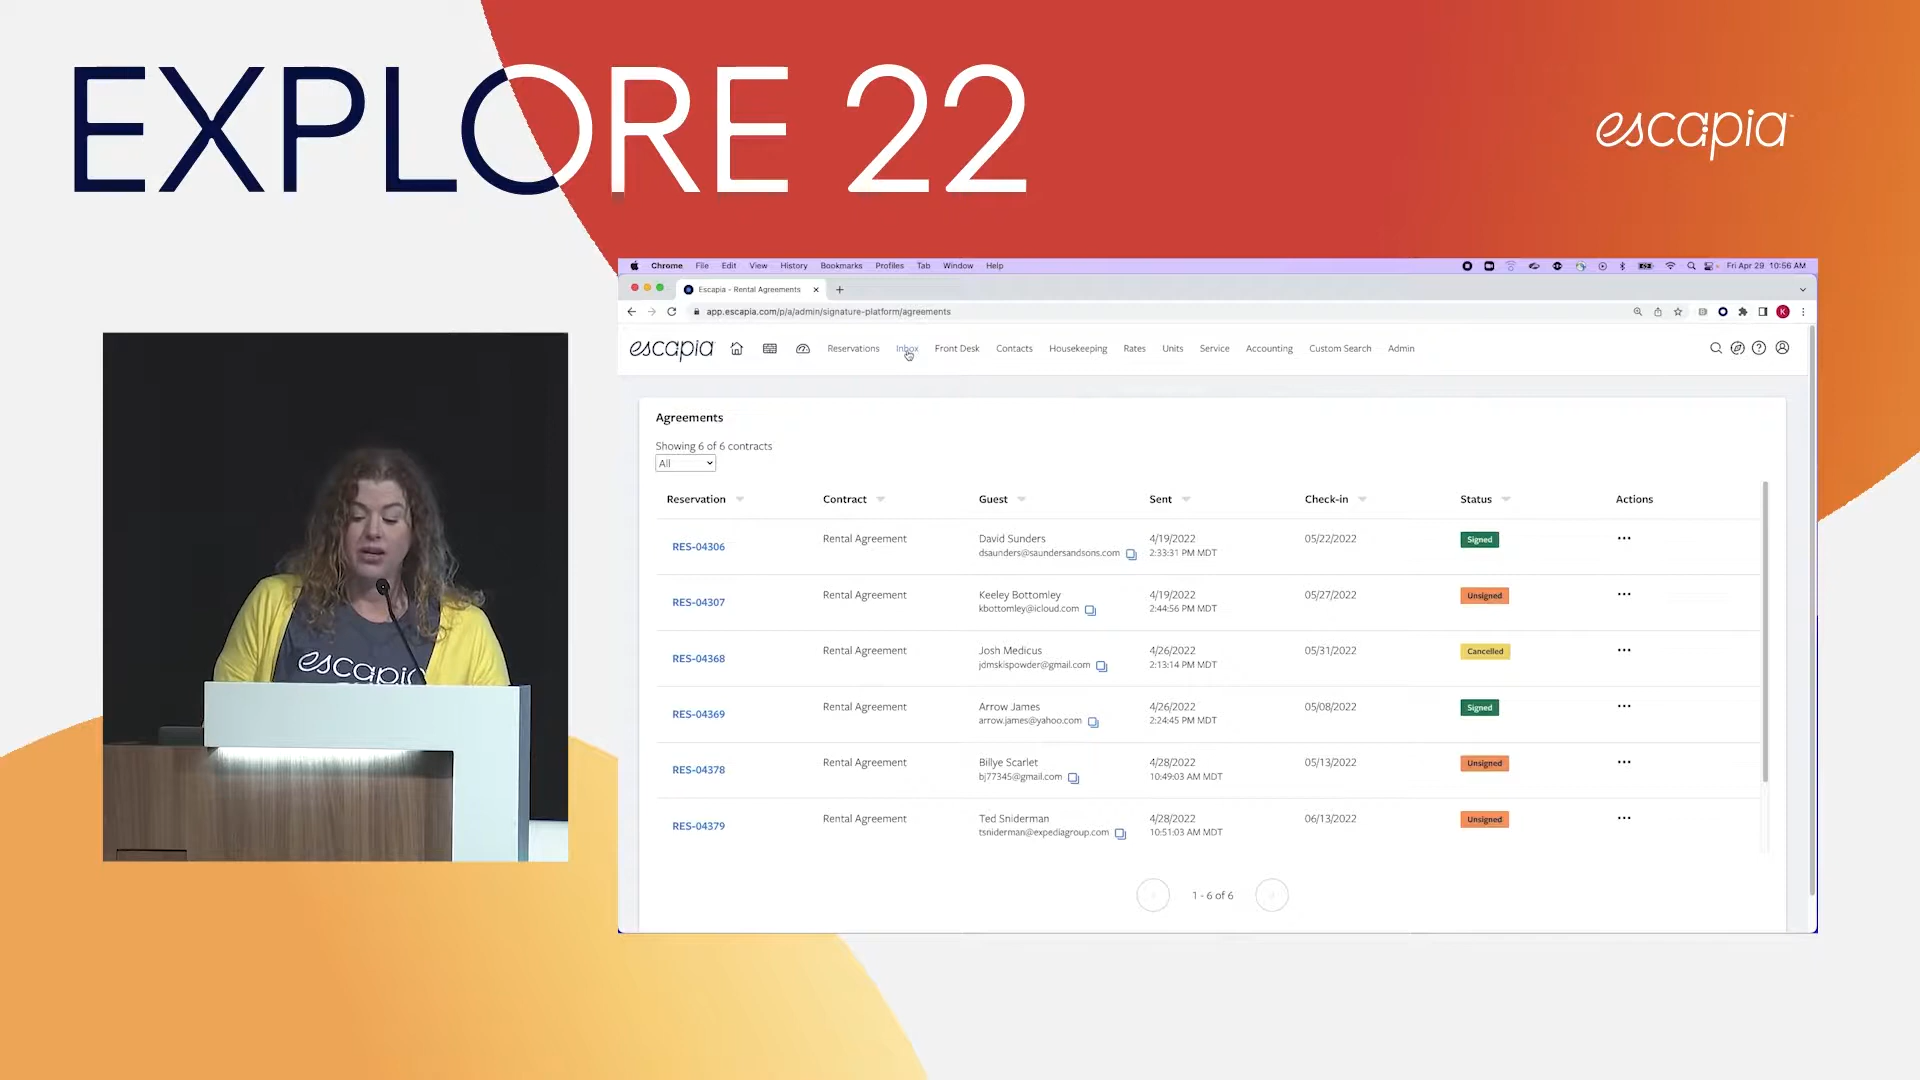 EXPLORE 22
escapia
Chrome File Edit View History Bookmarks Profiles Tab Window Help
Fri Apr 29 10:56 AM
Escapia - Rental Agreements
app.escapia.com/p/a/admin/signature-platform/agreements
K
escapia Reservations Inbox Front Desk Contacts Housekeeping Rates Units Service Accounting Custom Search Admin
Agreements
Showing 6 of 6 contracts
All
Reservation Contract Guest Sent Check-in Status Actions
RES-04306 Rental Agreement David Sunders 4/19/2022 05/22/2022 Signed
dsaunders@saundersandsons.com 2:33:31 PM MDT
RES-04307 Rental Agreement Keeley Bottomley 4/19/2022 05/27/2022 Unsigned
kbottomley@icloud.com 2:44:56 PM MDT
RES-04368 Rental Agreement Josh Medicus 4/26/2022 05/31/2022 Cancelled
jdmskispowder@gmail.com 2:13:14 PM MDT
RES-04369 Rental Agreement Arrow James 4/26/2022 05/08/2022 Signed
arrow.james@yahoo.com 2:24:45 PM MDT
RES-04378 Rental Agreement Billye Scarlet 4/28/2022 05/13/2022 Unsigned
bj77345@gmail.com 10:49:03 AM MDT
RES-04379 Rental Agreement Ted Sniderman 4/28/2022 06/13/2022 Unsigned
tsniderman@expediagroup.com 10:51:03 AM MDT
1 - 6 of 6
escapia